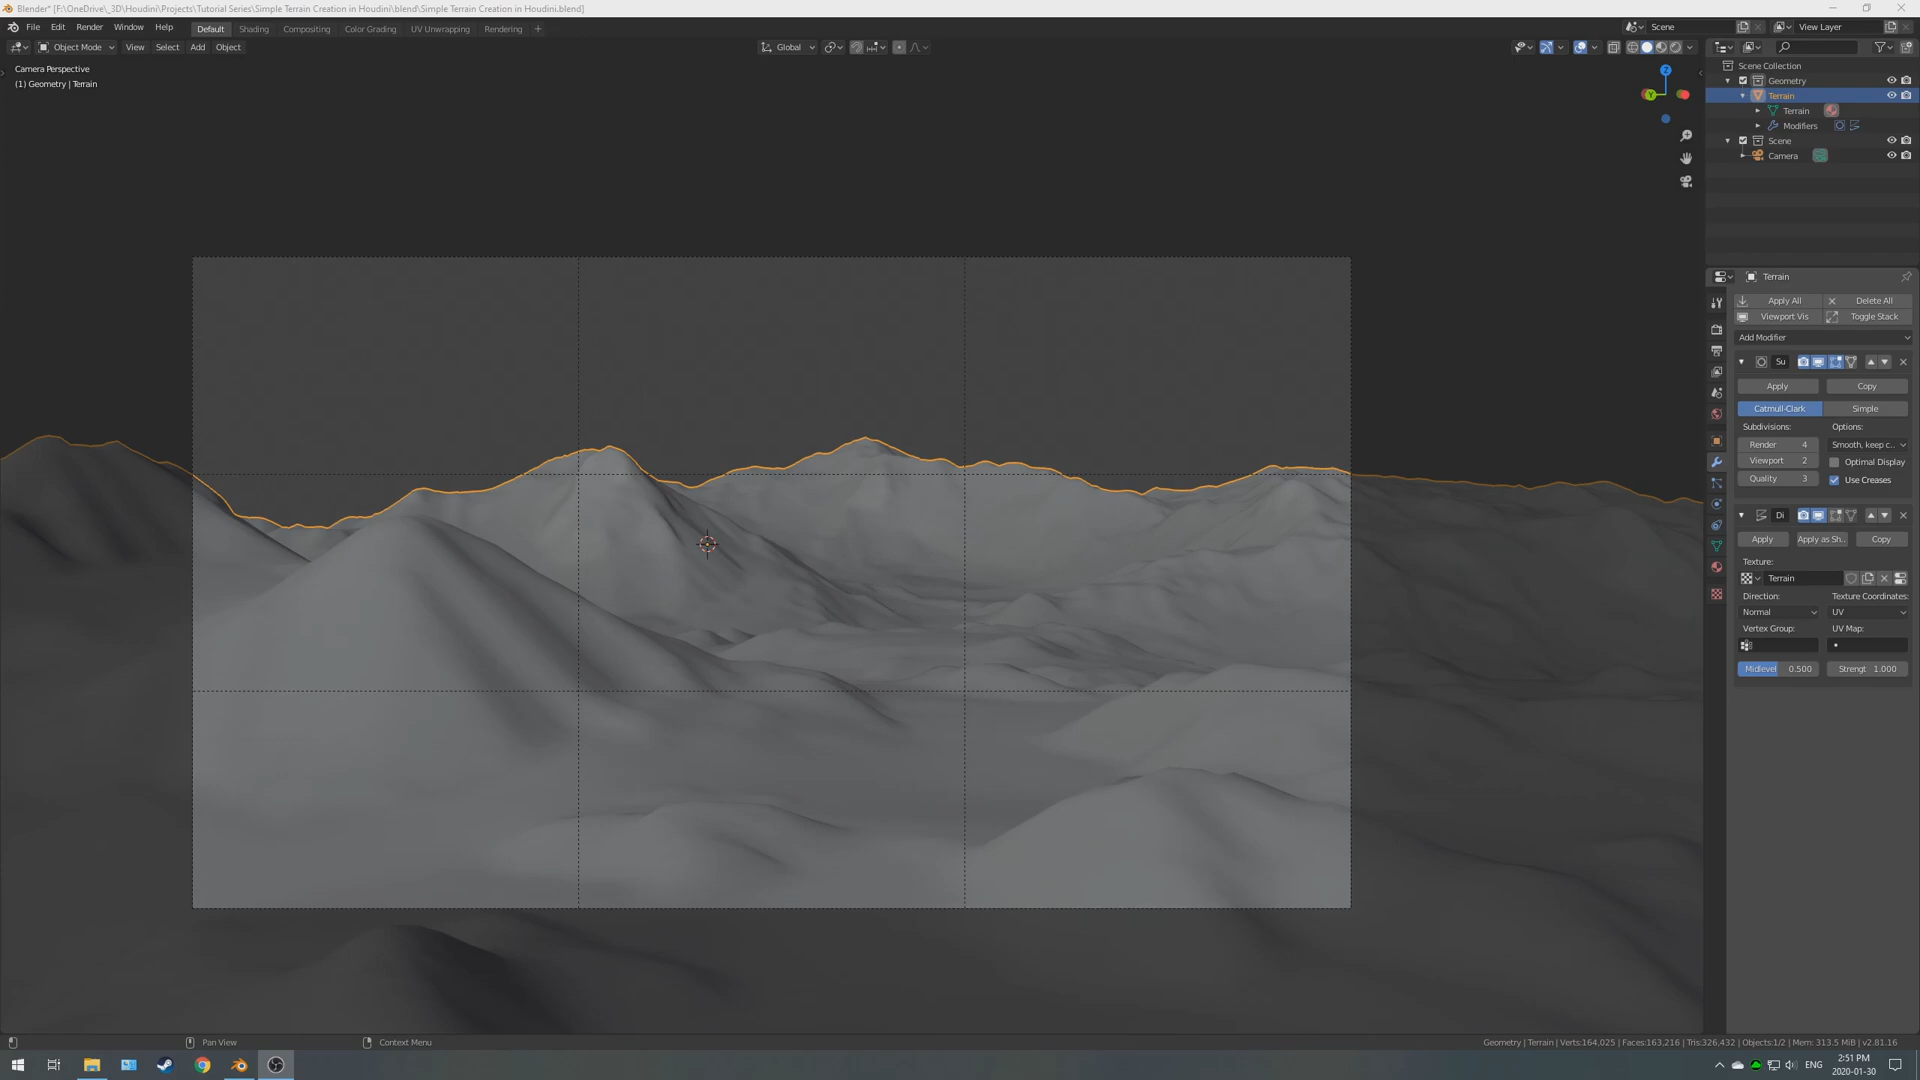 Blender* [F:\OneDrive\_3D\Houdini\Projects\Tutorial Series\Simple Terrain Creation in Houdini\blend\Simple Terrain Creation in Houdini.blend]
File Edit Render Window Help Default Shading Compositing Color Grading UV Unwrapping Rendering + Scene View Layer
Object Mode View Select Add Object Global
Camera Perspective
(1) Geometry | Terrain
Z
Y
Scene Collection
Geometry
Terrain
Terrain
Modifiers
Scene
Camera
Terrain
Apply All Delete All
Viewport Vis Toggle Stack
Add Modifier
Su
Apply Copy
Catmull-Clark Simple
Subdivisions: Options:
Render 4 Smooth, keep c..
Viewport 2 Optimal Display
Quality 3 Use Creases
Di
Apply Apply as Sh.. Copy
Texture:
Terrain
Direction: Texture Coordinates:
Normal UV
Vertex Group: UV Map:
Midlevel 0.500 Strengt 1.000
Pan View Context Menu
Geometry | Terrain | Verts:164,025 | Faces:163,216 | Tris:326,432 | Objects:1/2 | Mem: 313.5 MiB | v2.81.16
ENG
2:51 PM
2020-01-30